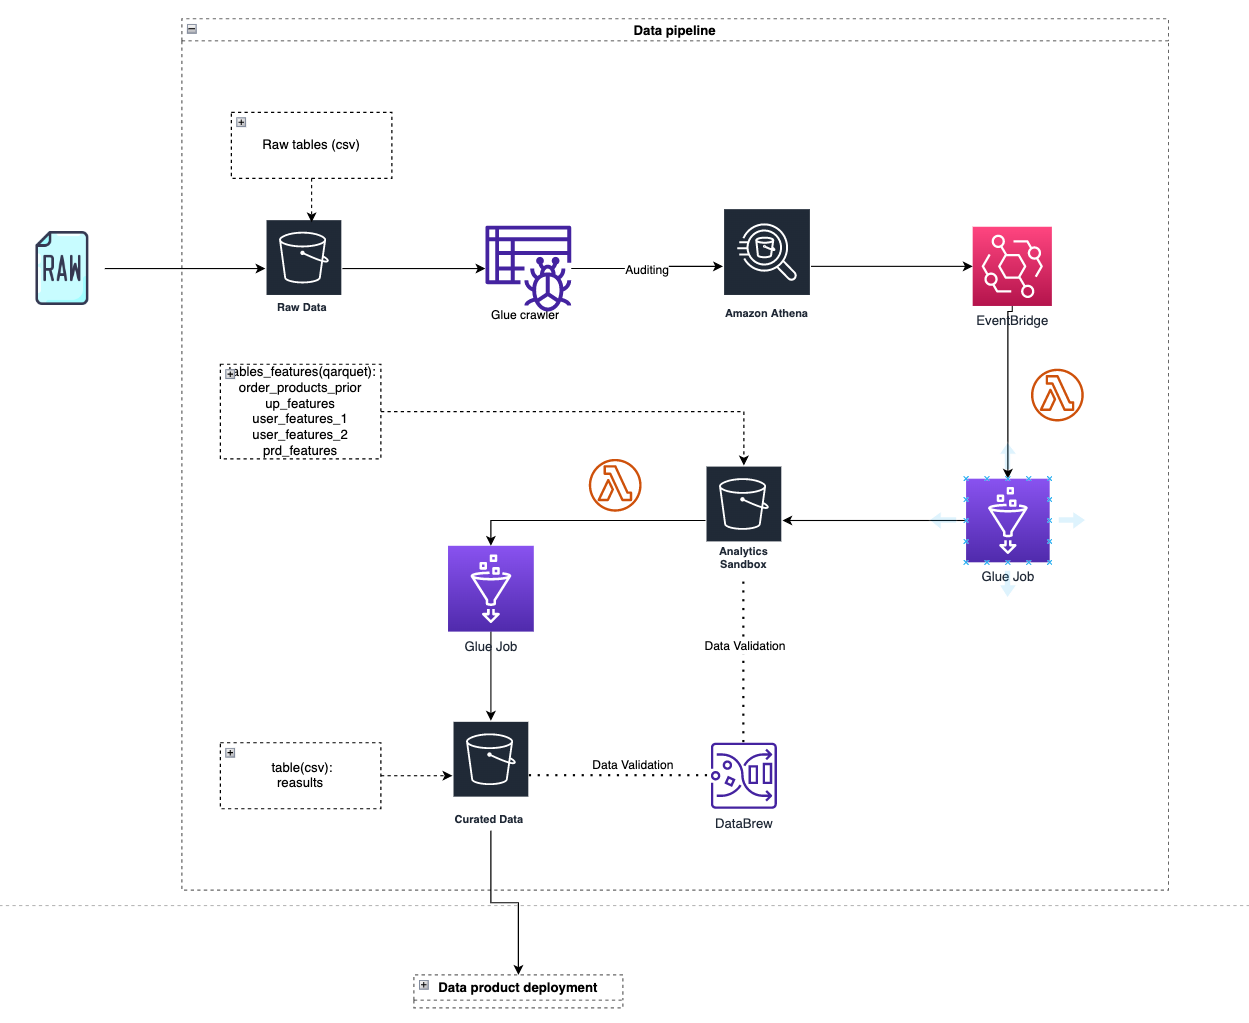 Data pipeline
Raw tables (csv)
RAW
Raw Data
Glue crawler
Auditing
Amazon Athena
EventBridge
tables_features(qarquet):
order_products_prior
up_features
user_features_1
user_features_2
prd_features
Analytics
Sandbox
Glue Job
Glue Job
Data Validation
table(csv):
reasults
Data Validation
Curated Data
DataBrew
Data product deployment